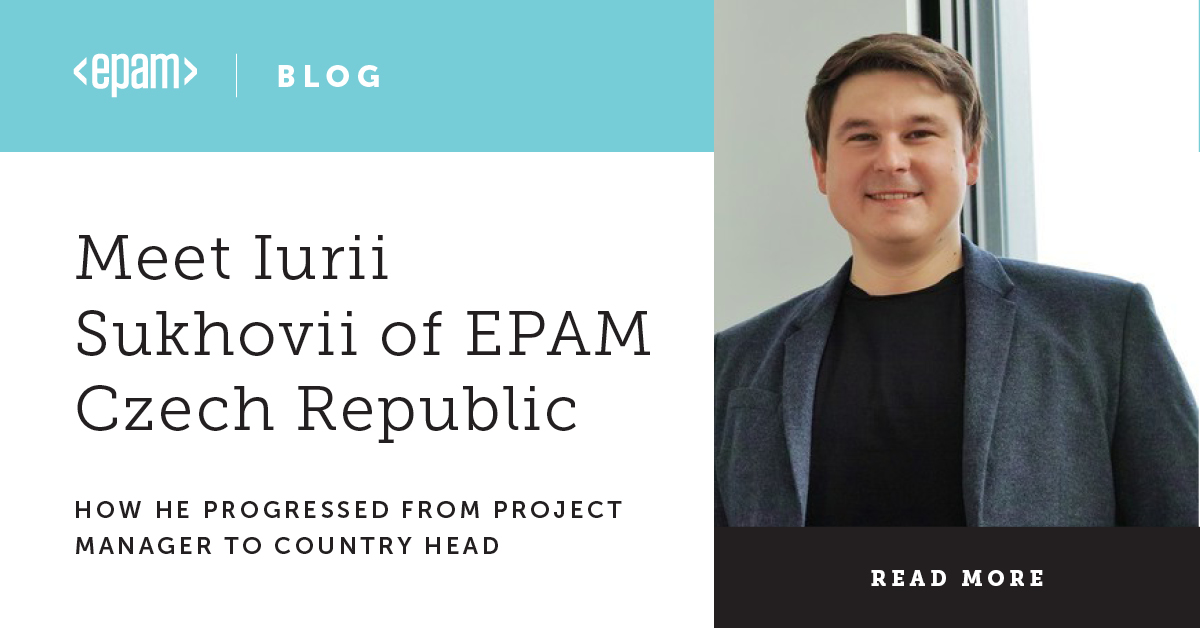 <epam> | BLOG
Meet Iurii
Sukhovii of EPAM
Czech Republic
HOW HE PROGRESSED FROM PROJECT
MANAGER TO COUNTRY HEAD
READ MORE